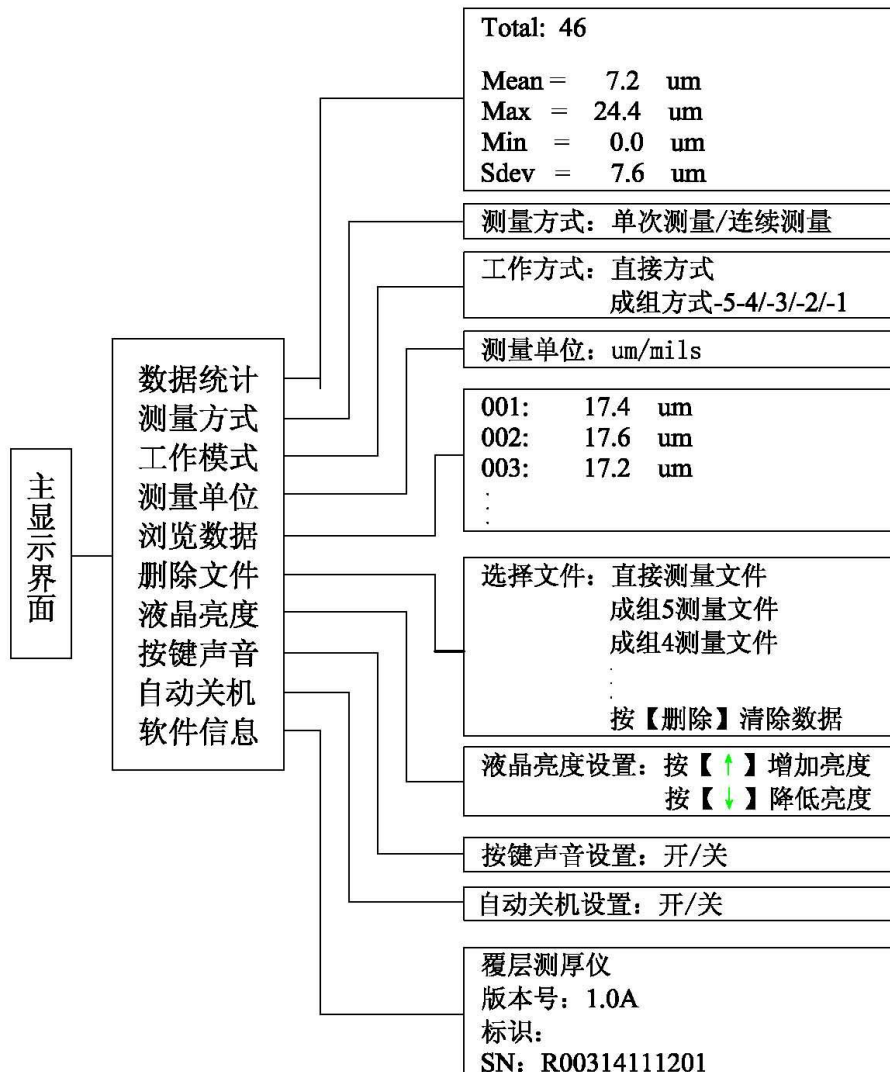 主显示界面
数据统计
测量方式
工作模式
测量单位
浏览数据
删除文件
液晶亮度
按键声音
自动关机
软件信息
Total: 46
Mean = 7.2 um
Max = 24.4 um
Min = 0.0 um
Sdev = 7.6 um
测量方式：单次测量/连续测量
工作方式：直接方式
成组方式-5-4/-3/-2/-1
测量单位：um/mils
001: 17.4 um
002: 17.6 um
003: 17.2 um
选择文件：直接测量文件
成组5测量文件
成组4测量文件
按【删除】清除数据
液晶亮度设置：按【↑】增加亮度
按【↓】降低亮度
按键声音设置：开/关
自动关机设置：开/关
覆层测厚仪
版本号：1.0A
标识：
SN：R00314111201